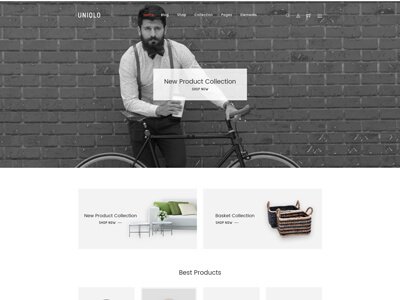 UNIOLO
Home Blog Shop Collection Pages Elements
New Product Collection
SHOP NOW
New Product Collection
SHOP NOW
Basket Collection
SHOP NOW
Best Products